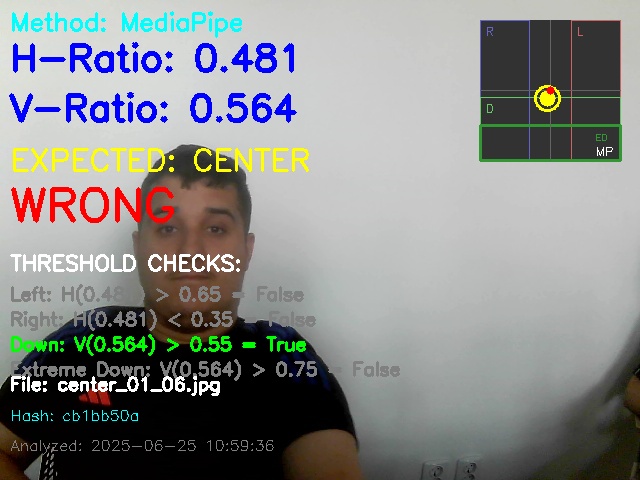 Method: MediaPipe
H-Ratio: 0.481
V-Ratio: 0.564
EXPECTED: CENTER
WRONG
THRESHOLD CHECKS:
Left: H(0.48 > 0.65 = False
Right: H(0.481) < 0.35 = False
Down: V(0.564) > 0.55 = True
Extreme Down: V(0.564) > 0.75 = False
File: center_01_06.jpg
Hash: cb1bb50a
Analyzed: 2025-06-25 10:59:36
R L
D
ED
MP